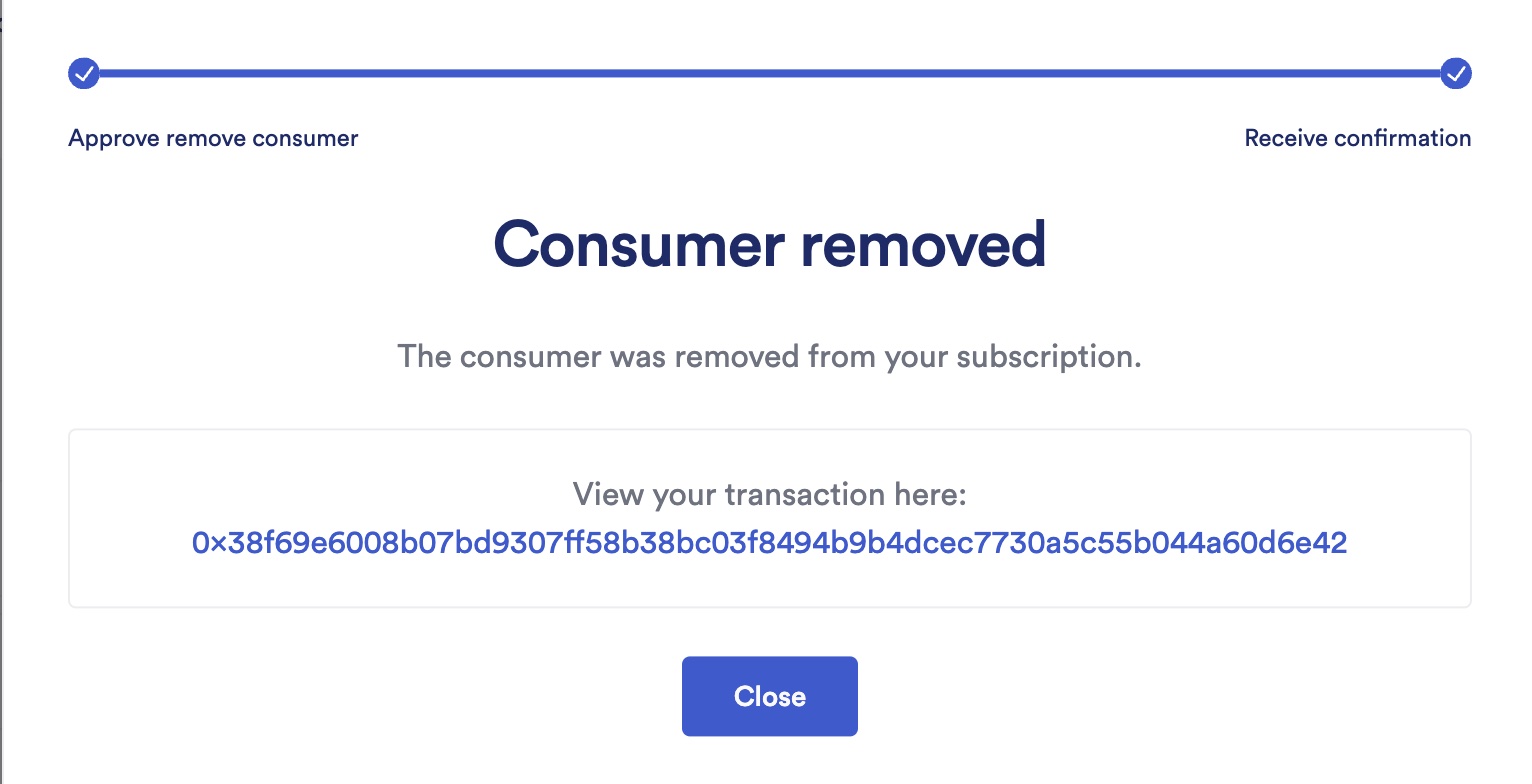 Approve remove consumer
Receive confirmation
Consumer removed
The consumer was removed from your subscription.
View your transaction here:
0x38f69e6008b07bd9307ff58b38bc03f8494b9b4dcec7730a5c55b044a60d6e42
Close